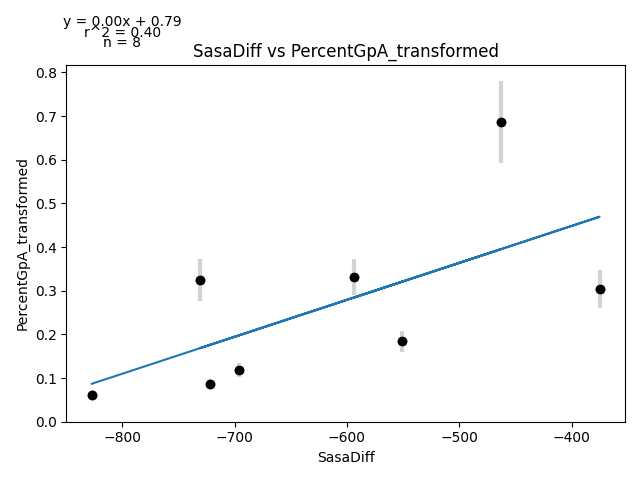 y = 0.00x + 0.79
r^2 = 0.40
n = 8
SasaDiff vs PercentGpA_transformed
0.8
0.7
0.6
0.5
0.4
0.3
0.2
0.1
0.0
PercentGpA_transformed
−800
−700
−600
−500
−400
SasaDiff